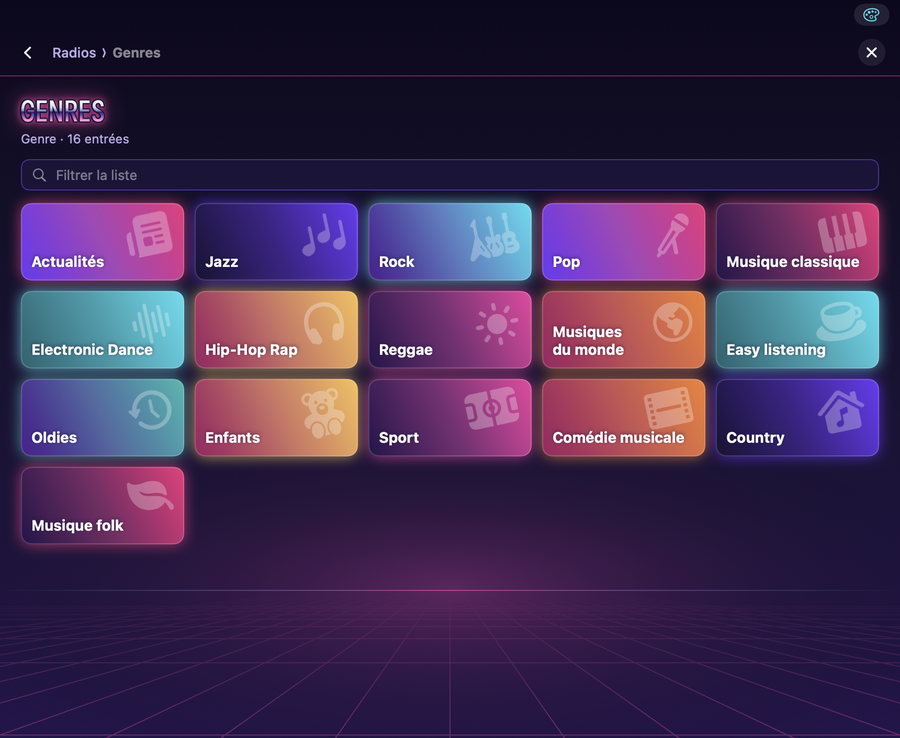 Radios › Genres
GENRES
Genre · 16 entrées
Filtrer la liste
Actualités
Jazz
Rock
Pop
Musique classique
Electronic Dance
Hip-Hop Rap
Reggae
Musiques
du monde
Easy listening
Oldies
Enfants
Sport
Comédie musicale
Country
Musique folk